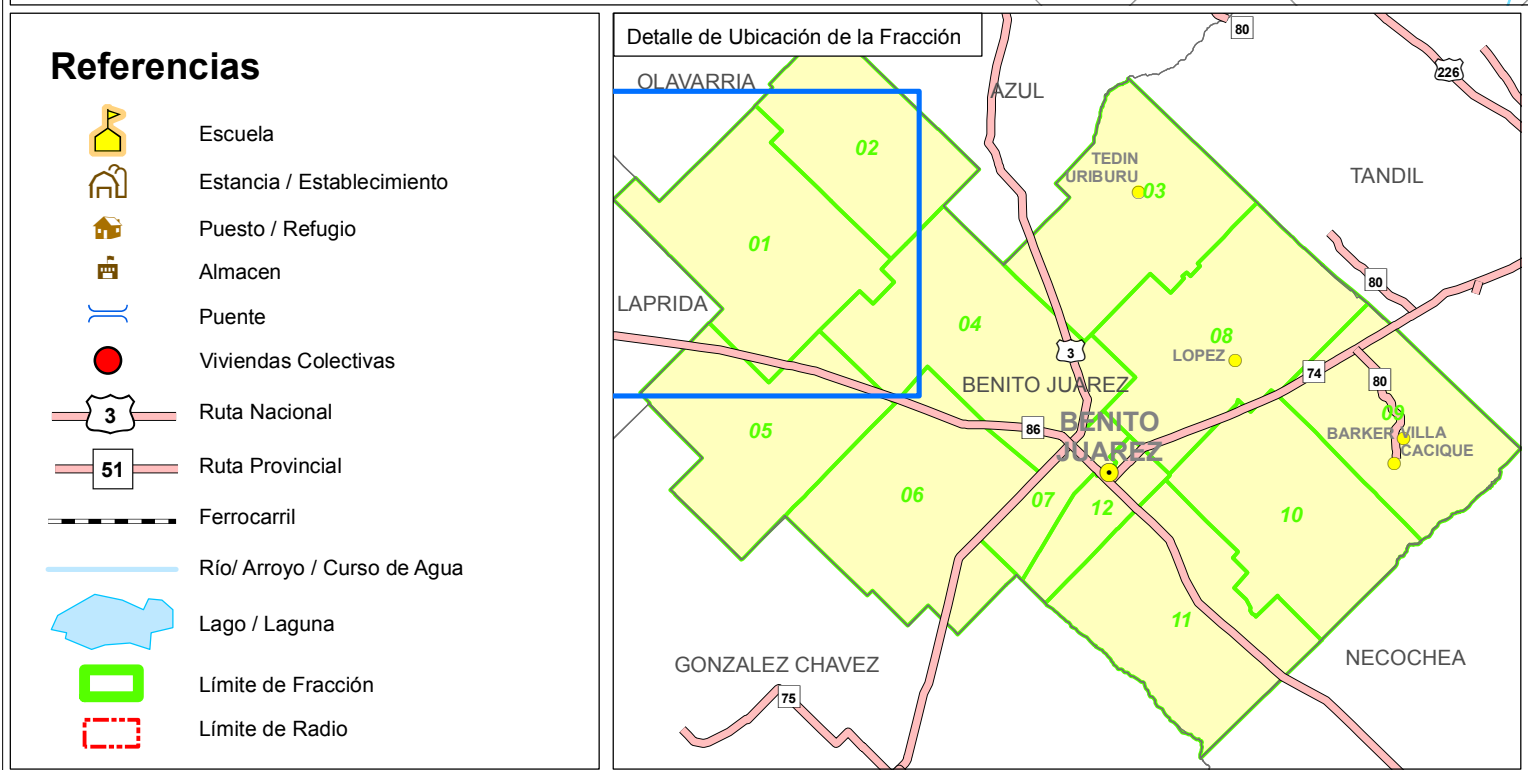 Referencias
Escuela
Estancia / Establecimiento
Puesto / Refugio
Almacen
Puente
Viviendas Colectivas
3
Ruta Nacional
51
Ruta Provincial
Ferrocarril
Río/ Arroyo / Curso de Agua
Lago / Laguna
Límite de Fracción
Límite de Radio
Detalle de Ubicación de la Fracción
80
OLAVARRIA
AZUL
226
02
TEDIN
URIBURU
03
TANDIL
01
80
LAPRIDA
04
08
LOPEZ
3
74
80
BENITO JUAREZ
09
86
BENITO
JUAREZ
BARKER
VILLA
CACIQUE
05
06
07
12
10
11
GONZALEZ CHAVEZ
NECOCHEA
75